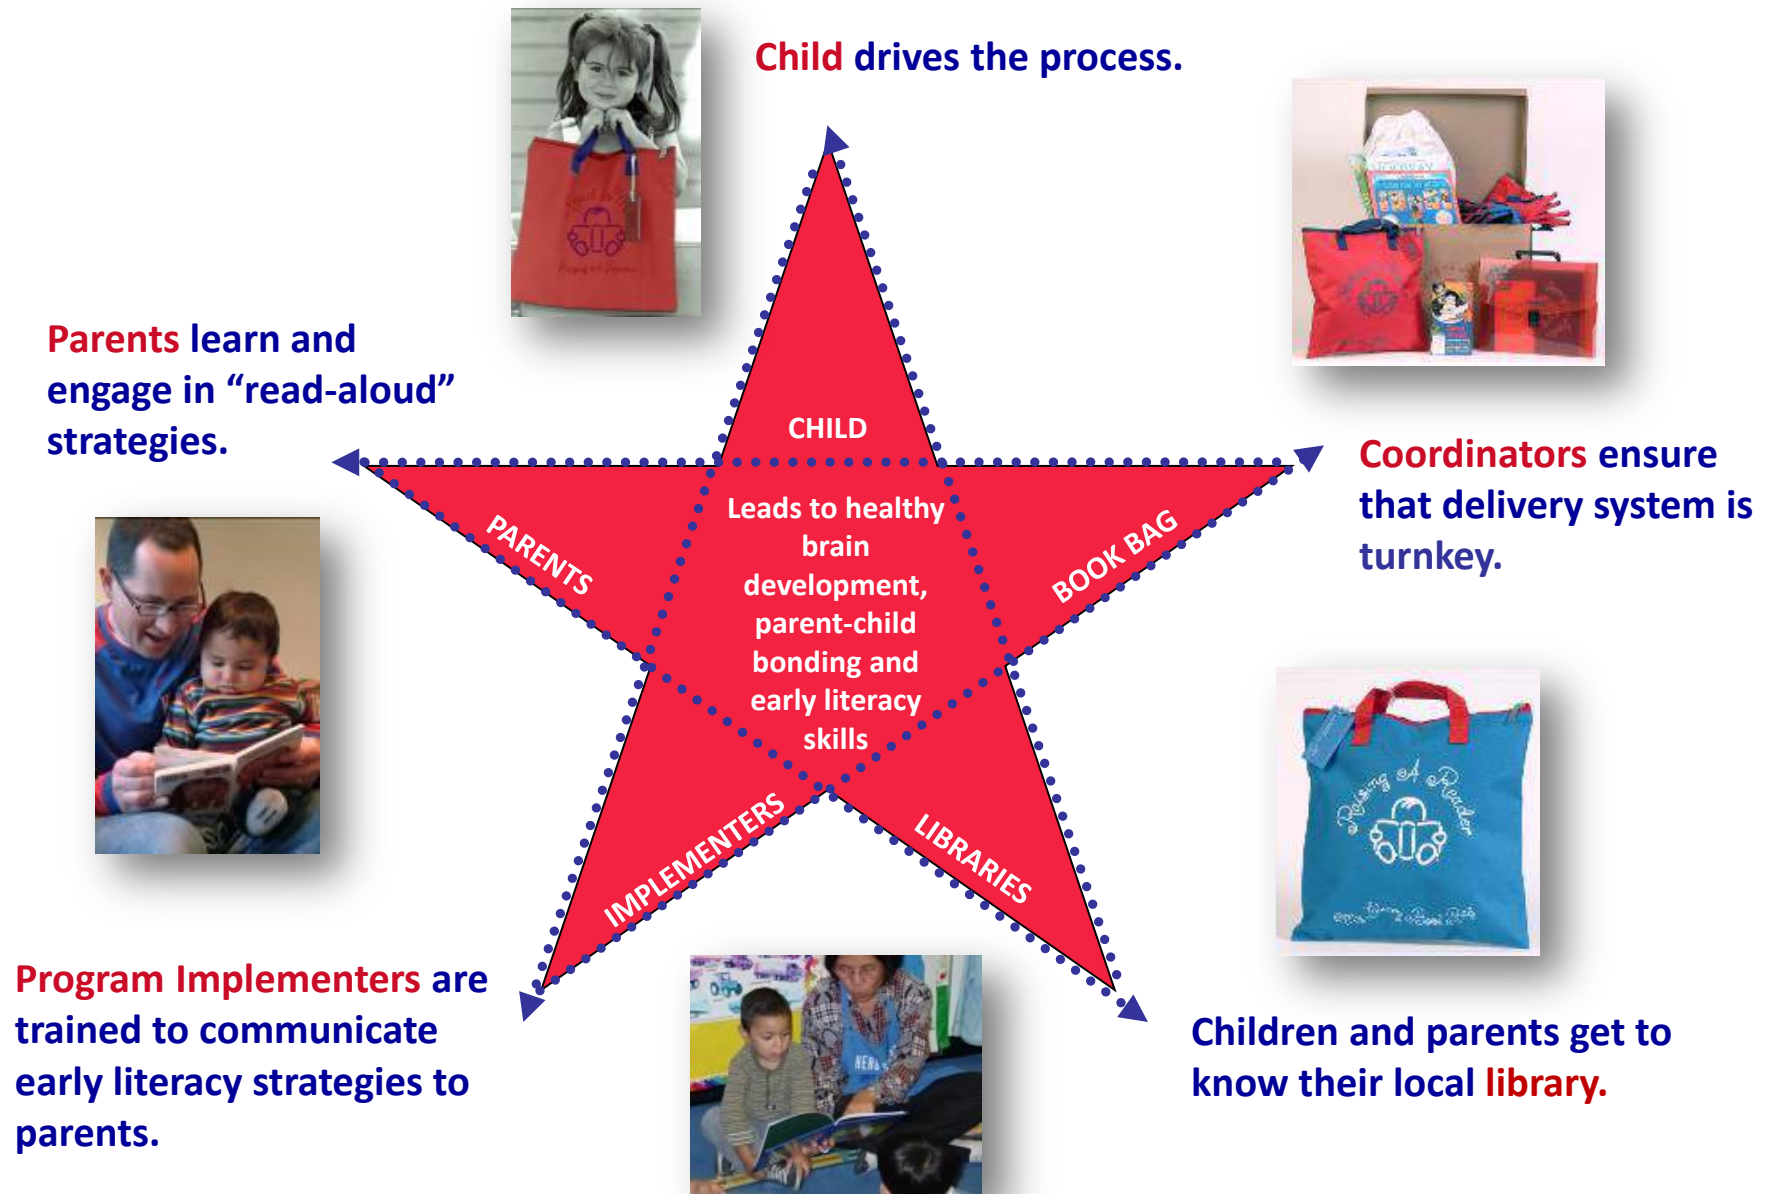 Child drives the process.
Parents learn and
engage in “read-aloud”
strategies.
CHILD
Leads to healthy
brain
development,
parent-child
bonding and
early literacy
skills
PARENTS
BOOK BAG
IMPLEMENTERS
LIBRARIES
Coordinators ensure
that delivery system is
turnkey.
Raising A Reader
Program Implementers are
trained to communicate
early literacy strategies to
parents.
Children and parents get to
know their local library.